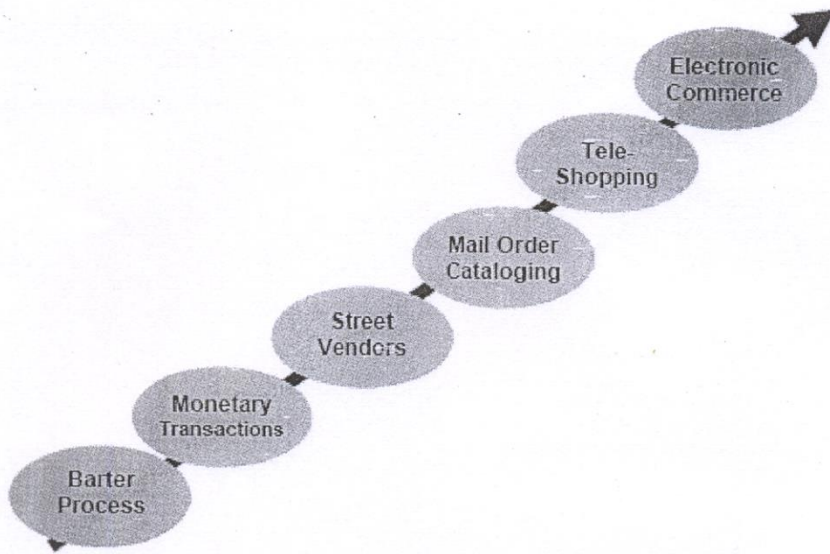 Electronic
Commerce
Tele-
Shopping
Mail Order
Cataloging
Street
Vendors
Monetary
Transactions
Barter
Process